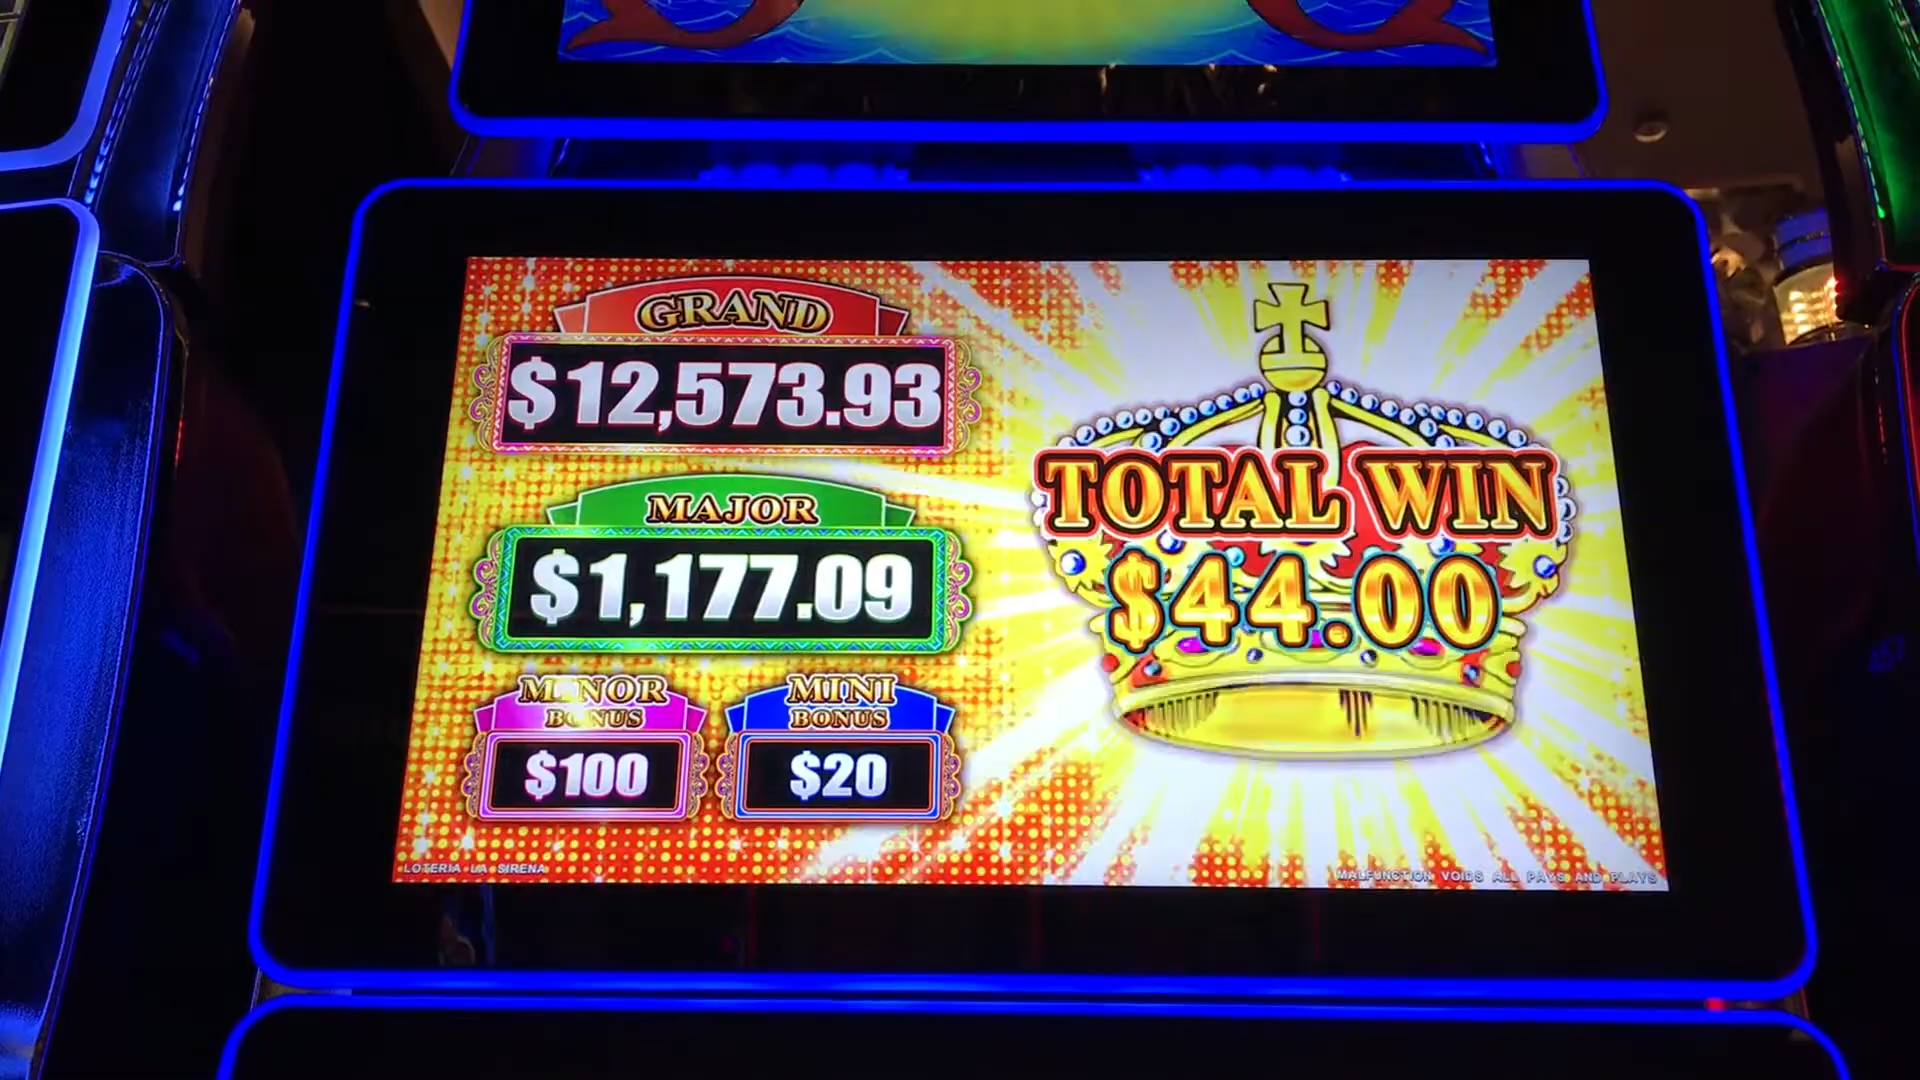 GRAND
$12,573.93
MAJOR
$1,177.09
MINOR
BONUS
$100
MINI
BONUS
$20
TOTAL WIN
$44.00
LOTERIA LA SIRENA
MALFUNCTION VOIDS ALL PAYS AND PLAYS